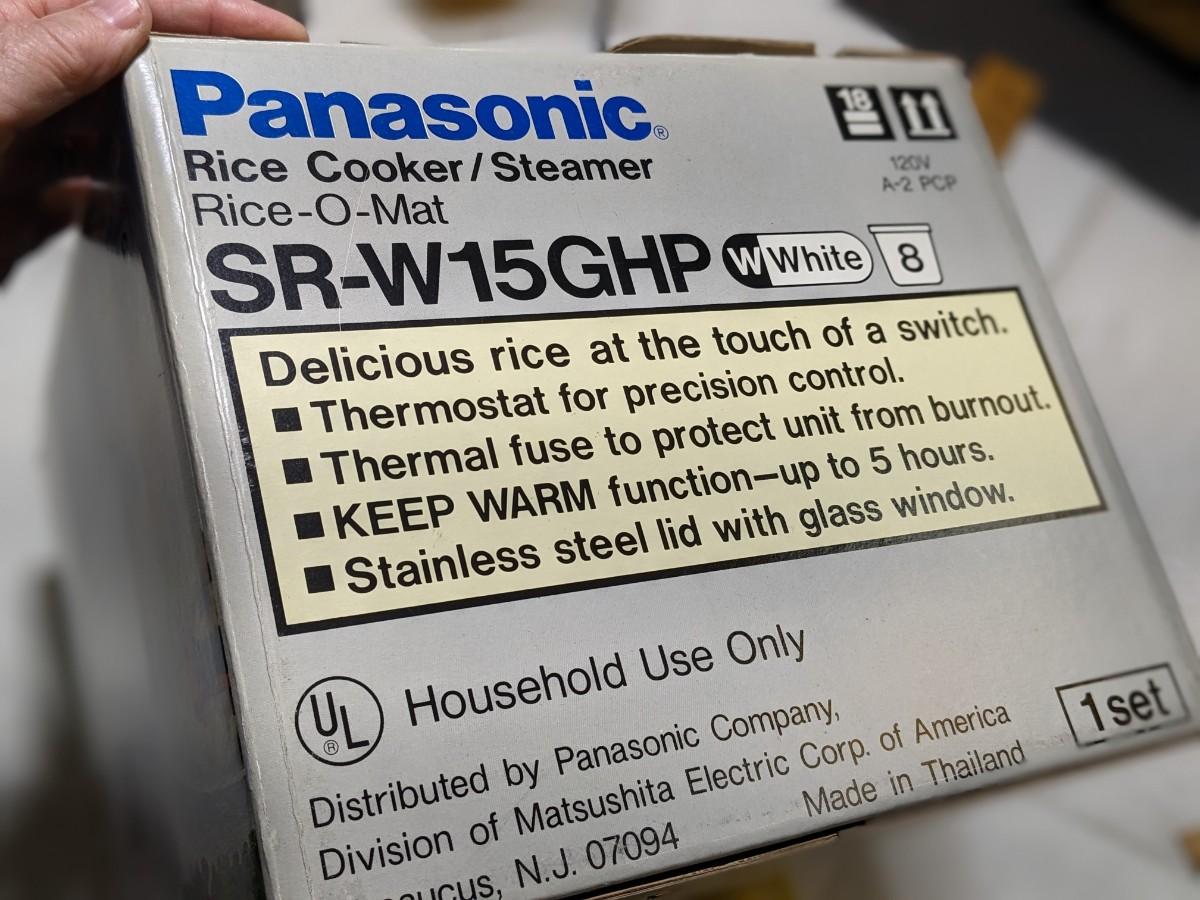 Panasonic®
Rice Cooker/Steamer
Rice-O-Mat
SR-W15GHP W White 8
18
120V
A-2 PCP
Delicious rice at the touch of a switch.
■ Thermostat for precision control.
■ Thermal fuse to protect unit from burnout.
■ KEEP WARM function—up to 5 hours.
■ Stainless steel lid with glass window.
UL® Household Use Only
Distributed by Panasonic Company,
Division of Matsushita Electric Corp. of America
N.J. 07094
Made in Thailand
1 set